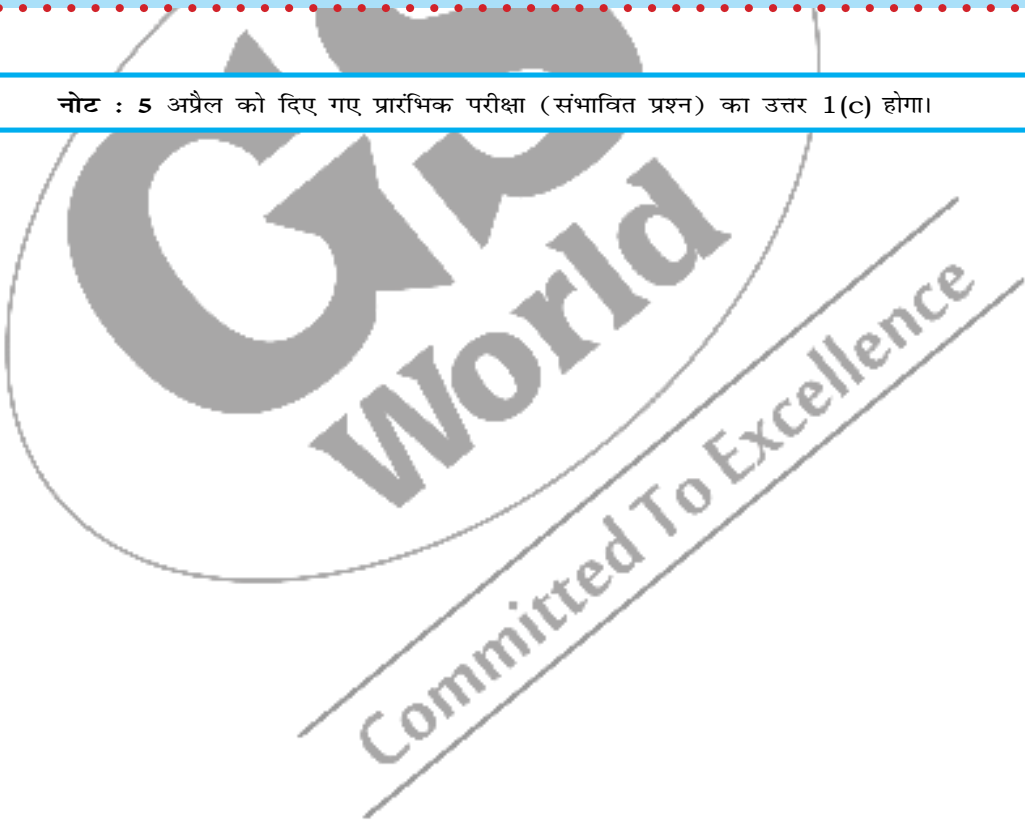 नोट : 5 अप्रैल को दिए गए प्रारंभिक परीक्षा (संभावित प्रश्न) का उत्तर 1(c) होगा।
GS
World
Committed To Excellence